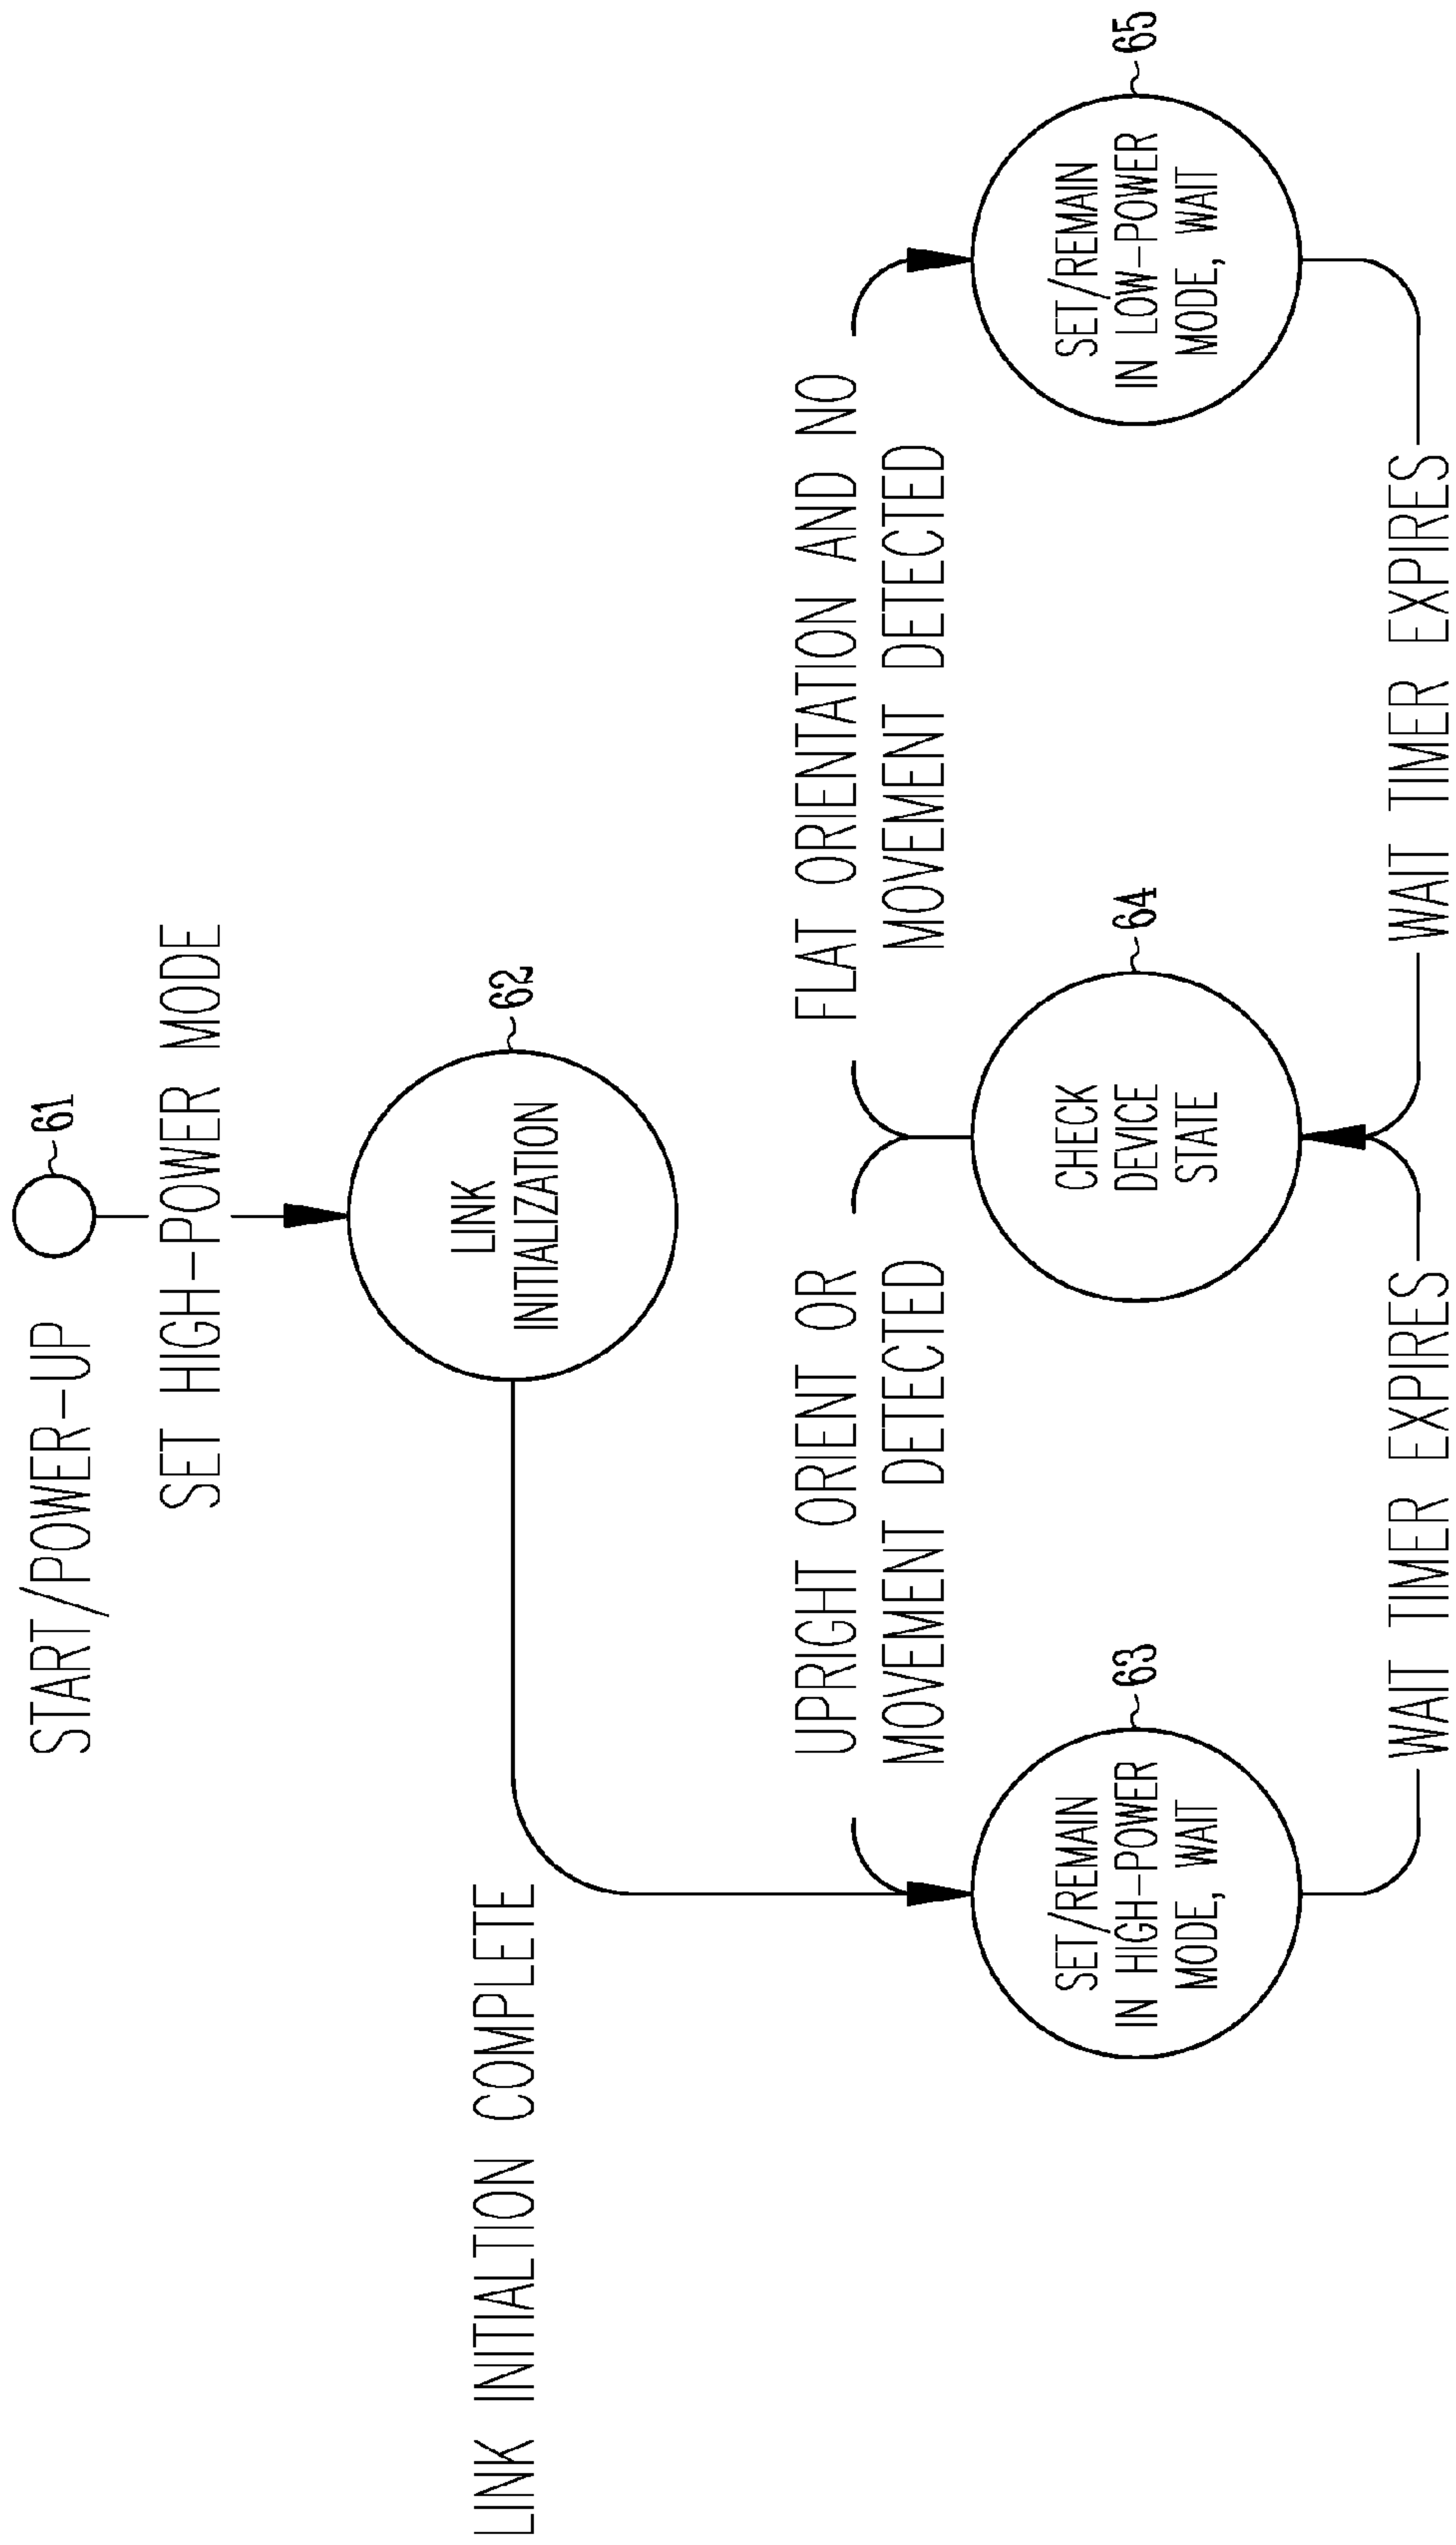 START/POWER-UP
61
SET HIGH-POWER MODE
LINK INITIALTION COMPLETE
LINK
INITIALIZATION
62
UPRIGHT ORIENT OR
MOVEMENT DETECTED
FLAT ORIENTATION AND NO
MOVEMENT DETECTED
SET/REMAIN
IN HIGH-POWER
MODE, WAIT
63
CHECK
DEVICE
STATE
64
SET/REMAIN
IN LOW-POWER
MODE, WAIT
65
WAIT TIMER EXPIRES
WAIT TIMER EXPIRES